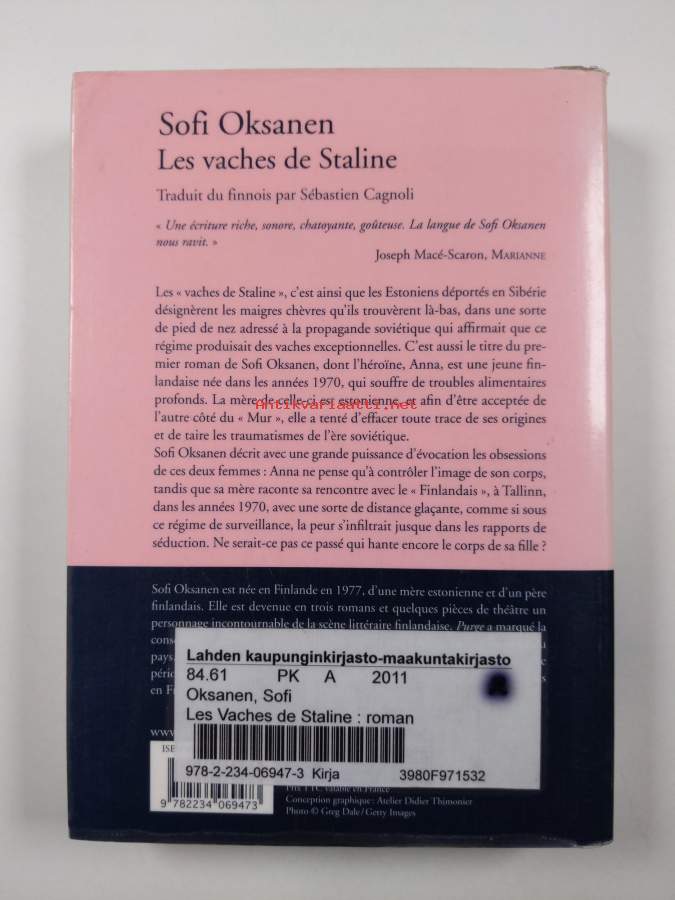 Sofi Oksanen
Les vaches de Staline
Traduit du finnois par Sébastien Cagnoli
« Une écriture riche, sonore, chatoyante, goûteuse. La langue de Sofi Oksanen
nous ravit. »
Joseph Macé-Scaron, MARIANNE
Les « vaches de Staline », c'est ainsi que les Estoniens déportés en Sibérie
désignèrent les maigres chèvres qu'ils trouvèrent là-bas, dans une sorte
de pied de nez adressé à la propagande soviétique qui affirmait que ce
régime produisait des vaches exceptionnelles. C'est aussi le titre du pre-
mier roman de Sofi Oksanen, dont l'héroïne, Anna, est une jeune fin-
landaise née dans les années 1970, qui souffre de troubles alimentaires
profonds. La mère de celle-ci est estonienne, et afin d'être acceptée de
Antikvariaatti.net
l'autre côté du « Mur », elle a tenté d'effacer toute trace de ses origines
et de taire les traumatismes de l'ère soviétique.
Sofi Oksanen décrit avec une grande puissance d'évocation les obsessions
de ces deux femmes : Anna ne pense qu'à contrôler l'image de son corps,
tandis que sa mère raconte sa rencontre avec le « Finlandais », à Tallinn,
dans les années 1970, avec une sorte de distance glaçante, comme si sous
ce régime de surveillance, la peur s'infiltrait jusque dans les rapports de
séduction. Ne serait-ce pas ce passé qui hante encore le corps de sa fille ?
Sofi Oksanen est née en Finlande en 1977, d'une mère estonienne et d'un père
finlandais. Elle est devenue en trois romans et quelques pièces de théâtre un
personnage incontournable de la scène littéraire finlandaise. Purge a marqué la
pays,
en
Lahden kaupunginkirjasto-maakuntakirjasto
84.61 PK A 2011
Oksanen, Sofi
Les Vaches de Staline : roman
978-2-234-06947-3 Kirja 3980F971532
www
9 782234 069473
Prix TTC valable en France
Conception graphique : Atelier Didier Thimonier
Photo © Greg Dale / Getty Images